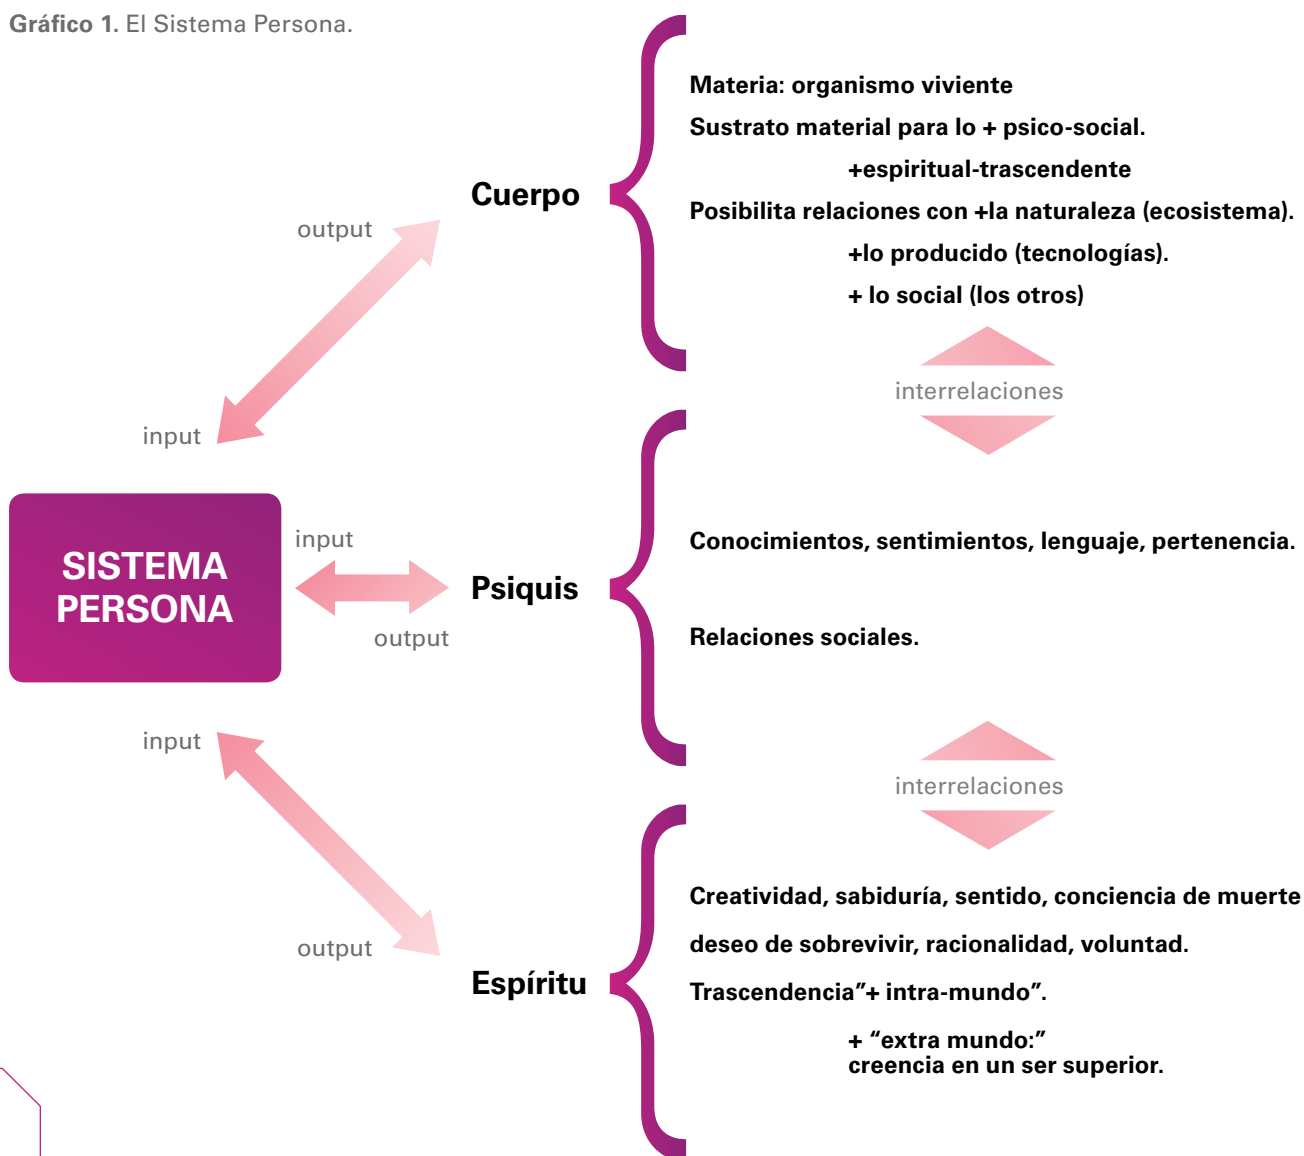 Gráfico 1. El Sistema Persona.
Materia: organismo viviente
Sustrato material para lo + psico-social.
+espiritual-trascendente
Cuerpo
Posibilita relaciones con +la naturaleza (ecosistema).
output
+lo producido (tecnologías).
+ lo social (los otros)
interrelaciones
input
SISTEMA
PERSONA
input
output
Psiquis
Conocimientos, sentimientos, lenguaje, pertenencia.
Relaciones sociales.
input
interrelaciones
output
Espíritu
Creatividad, sabiduría, sentido, conciencia de muerte
deseo de sobrevivir, racionalidad, voluntad.
Trascendencia”+ intra-mundo”.
+ “extra mundo:”
creencia en un ser superior.